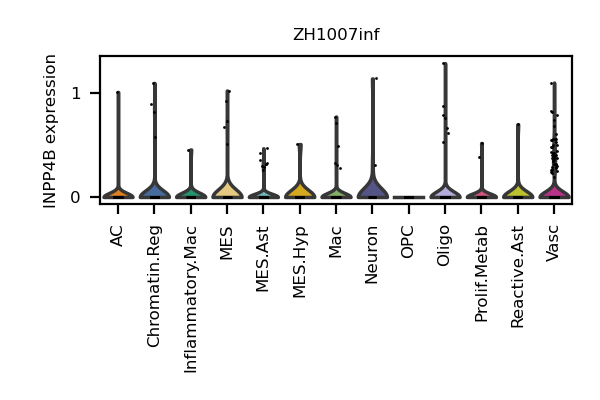 ZH1007inf
INPP4B expression
1
0
AC
Chromatin.Reg
Inflammatory.Mac
MES
MES.Ast
MES.Hyp
Mac
Neuron
OPC
Oligo
Prolif.Metab
Reactive.Ast
Vasc